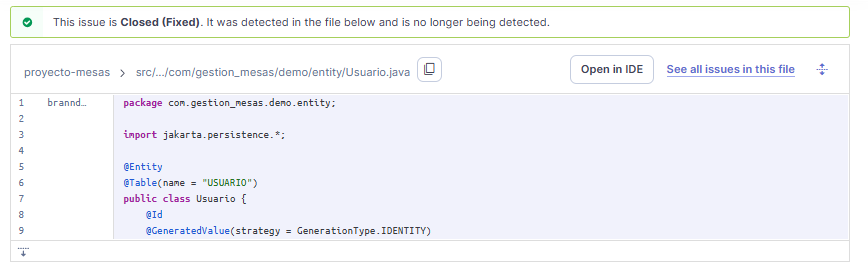 This issue is Closed (Fixed). It was detected in the file below and is no longer being detected.
proyecto-mesas > src/.../com/gestion_mesas/demo/entity/Usuario.java Open in IDE See all issues in this file
1 brannd… package com.gestion_mesas.demo.entity;
2
3 import jakarta.persistence.*;
4
5 @Entity
6 @Table(name = "USUARIO")
7 public class Usuario {
8 @Id
9 @GeneratedValue(strategy = GenerationType.IDENTITY)